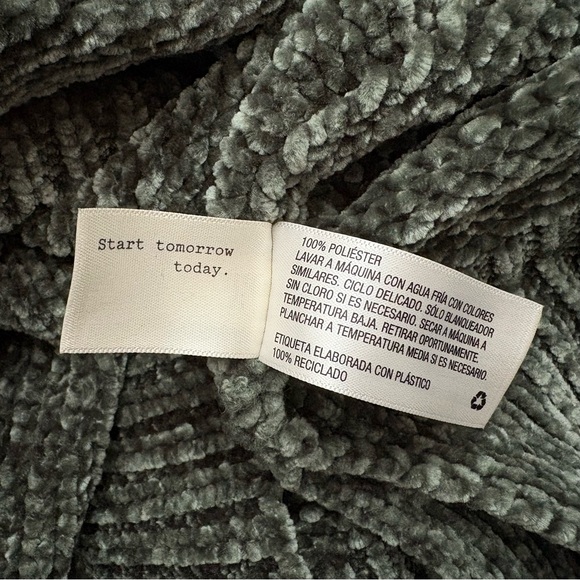 Start tomorrow
today.
100% POLIÉSTER
LAVAR A MÁQUINA CON AGUA FRÍA CON COLORES
SIMILARES. CICLO DELICADO. SÓLO BLANQUEADOR
SIN CLORO SI ES NECESARIO. SECAR A MÁQUINA A
TEMPERATURA BAJA. RETIRAR OPORTUNAMENTE.
PLANCHAR A TEMPERATURA MEDIA SI ES NECESARIO.
ETIQUETA ELABORADA CON PLÁSTICO
100% RECICLADO